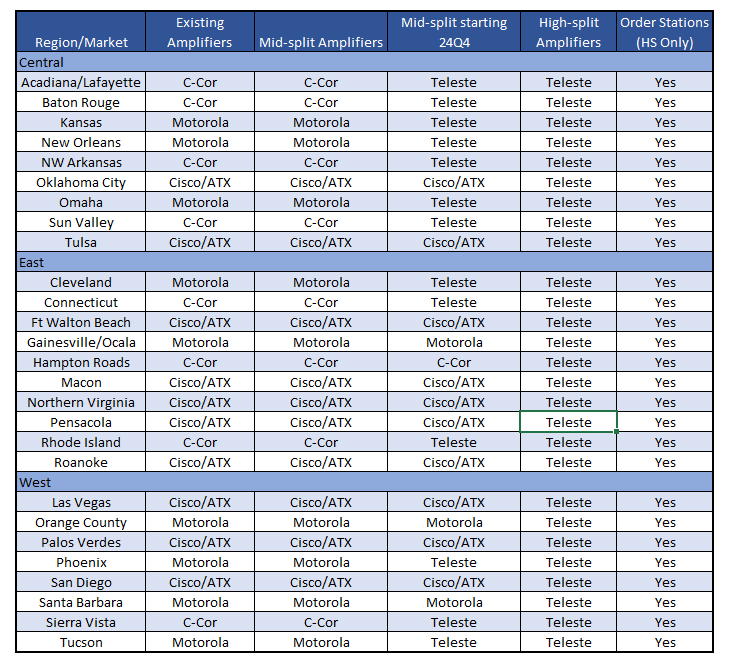 Region/Market Existing Amplifiers Mid-split Amplifiers Mid-split starting 24Q4 High-split Amplifiers Order Stations (HS Only)
Central
Acadiana/Lafayette C-Cor C-Cor Teleste Teleste Yes
Baton Rouge C-Cor C-Cor Teleste Teleste Yes
Kansas Motorola Motorola Teleste Teleste Yes
New Orleans Motorola Motorola Teleste Teleste Yes
NW Arkansas C-Cor C-Cor Teleste Teleste Yes
Oklahoma City Cisco/ATX Cisco/ATX Cisco/ATX Teleste Yes
Omaha Motorola Motorola Teleste Teleste Yes
Sun Valley C-Cor C-Cor Teleste Teleste Yes
Tulsa Cisco/ATX Cisco/ATX Cisco/ATX Teleste Yes
East
Cleveland Motorola Motorola Teleste Teleste Yes
Connecticut C-Cor C-Cor Teleste Teleste Yes
Ft Walton Beach Cisco/ATX Cisco/ATX Cisco/ATX Teleste Yes
Gainesville/Ocala Motorola Motorola Motorola Teleste Yes
Hampton Roads C-Cor C-Cor C-Cor Teleste Yes
Macon Cisco/ATX Cisco/ATX Cisco/ATX Teleste Yes
Northern Virginia Cisco/ATX Cisco/ATX Cisco/ATX Teleste Yes
Pensacola Cisco/ATX Cisco/ATX Cisco/ATX Teleste Yes
Rhode Island C-Cor C-Cor Teleste Teleste Yes
Roanoke Cisco/ATX Cisco/ATX Cisco/ATX Teleste Yes
West
Las Vegas Cisco/ATX Cisco/ATX Cisco/ATX Teleste Yes
Orange County Motorola Motorola Motorola Teleste Yes
Palos Verdes Cisco/ATX Cisco/ATX Cisco/ATX Teleste Yes
Phoenix Motorola Motorola Teleste Teleste Yes
San Diego Cisco/ATX Cisco/ATX Cisco/ATX Teleste Yes
Santa Barbara Motorola Motorola Motorola Teleste Yes
Sierra Vista C-Cor C-Cor Teleste Teleste Yes
Tucson Motorola Motorola Teleste Teleste Yes